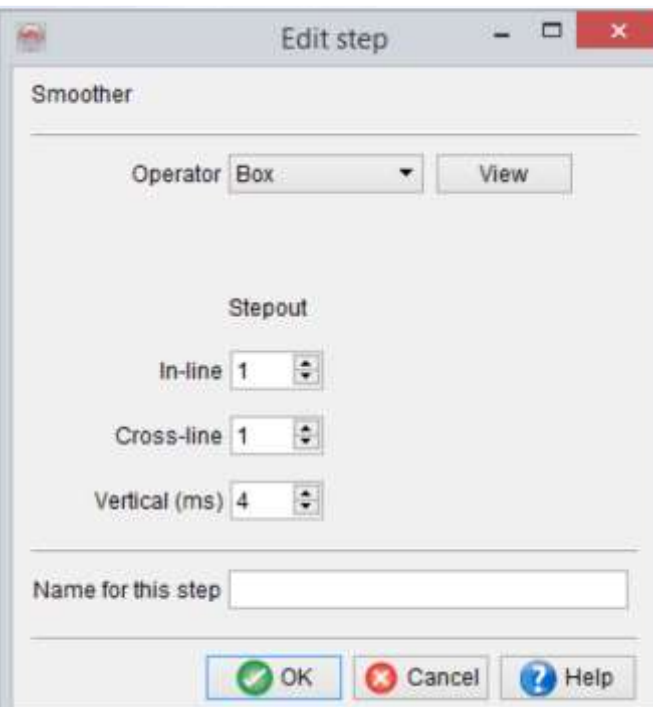 Edit step
Smoother
Operator Box View
Stepout
In-line 1
Cross-line 1
Vertical (ms) 4
Name for this step
OK Cancel Help